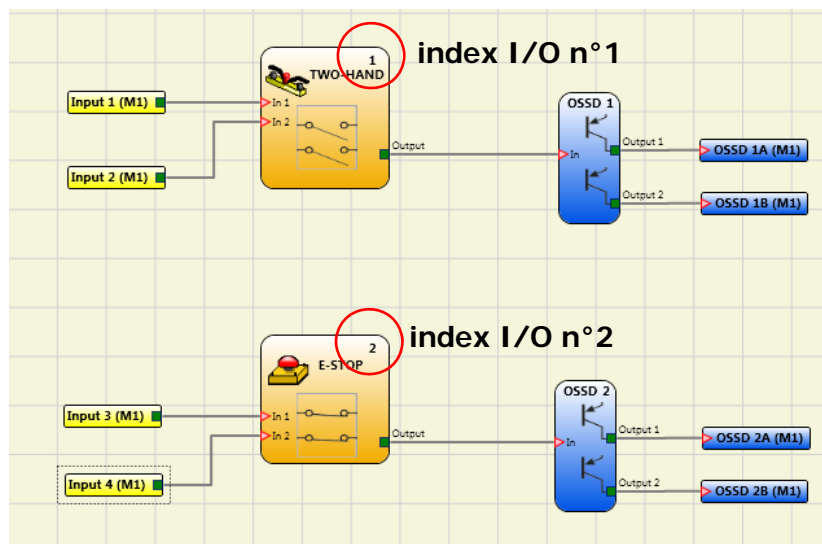 1
index I/O n°1
TWO-HAND
Input 1 (M1)
In 1
In 2
Output
Input 2 (M1)
OSSD 1
In
Output 1
OSSD 1A (M1)
Output 2
OSSD 1B (M1)
2
index I/O n°2
E-STOP
Input 3 (M1)
In 1
In 2
Output
Input 4 (M1)
OSSD 2
In
Output 1
OSSD 2A (M1)
Output 2
OSSD 2B (M1)